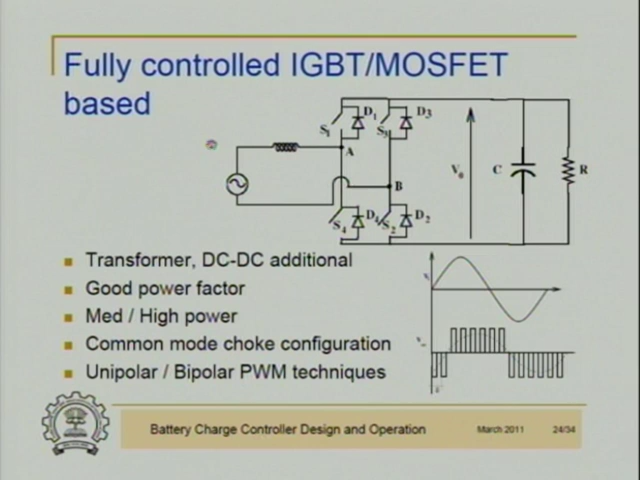 Fully controlled IGBT/MOSFET
based
D1
D3
S1
S3
A
V0
C
R
B
S4
D4
S2
D2
Transformer, DC-DC additional
Good power factor
Med / High power
Common mode choke configuration
Unipolar / Bipolar PWM techniques
Battery Charge Controller Design and Operation
March 2011
24/34